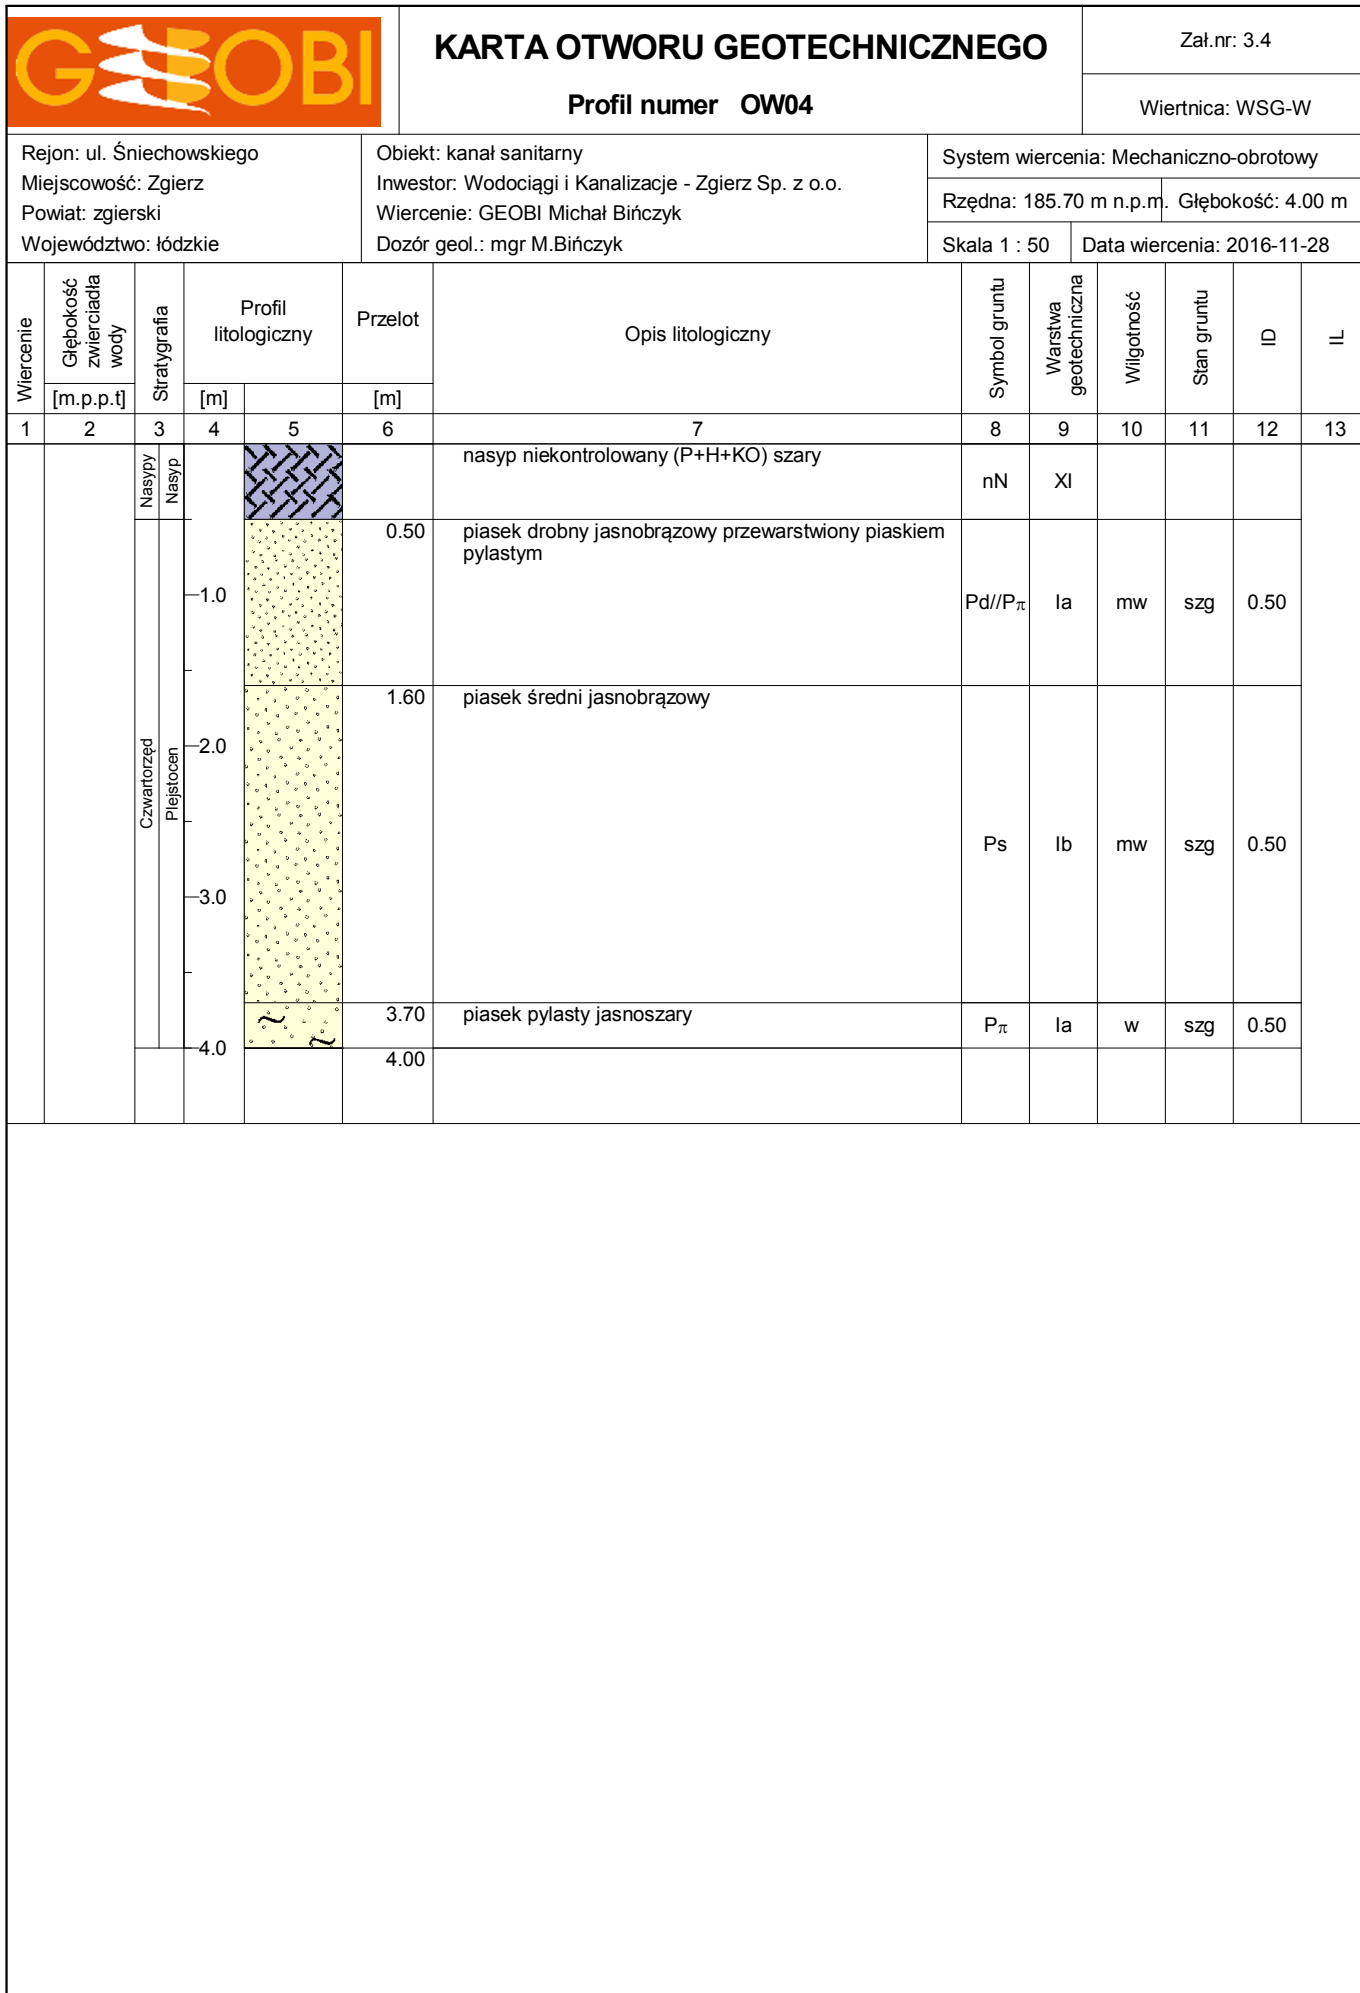 GEOBI
KARTA OTWORU GEOTECHNICZNEGO
Profil numer OW04
Zał.nr: 3.4
Wiertnica: WSG-W
Rejon: ul. Śniechowskiego
Miejscowość: Zgierz
Powiat: zgierski
Województwo: łódzkie
Obiekt: kanał sanitarny
Inwestor: Wodociągi i Kanalizacje - Zgierz Sp. z o.o.
Wiercenie: GEOBI Michał Bińczyk
Dozór geol.: mgr M.Bińczyk
System wiercenia: Mechaniczno-obrotowy
Rzędna: 185.70 m n.p.m. Głębokość: 4.00 m
Skala 1 : 50 Data wiercenia: 2016-11-28
Wiercenie
Głębokość
zwierciadła
wody
[m.p.p.t]
Stratygrafia
Profil
litologiczny
[m]
Przelot
[m]
Opis litologiczny
Symbol gruntu
Warstwa
geotechniczna
Wilgotność
Stan gruntu
ID
IL
1 2 3 4 5 6 7 8 9 10 11 12 13
Nasypy
Nasyp
nasyp niekontrolowany (P+H+KO) szary
nN XI
0.50 piasek drobny jasnobrązowy przewarstwiony piaskiem
pylastym
1.0
Pd//Pπ Ia mw szg 0.50
1.60 piasek średni jasnobrązowy
Czwartorzęd
Plejstocen
2.0
Ps Ib mw szg 0.50
3.0
3.70 piasek pylasty jasnoszary
Pπ Ia w szg 0.50
4.0
4.00